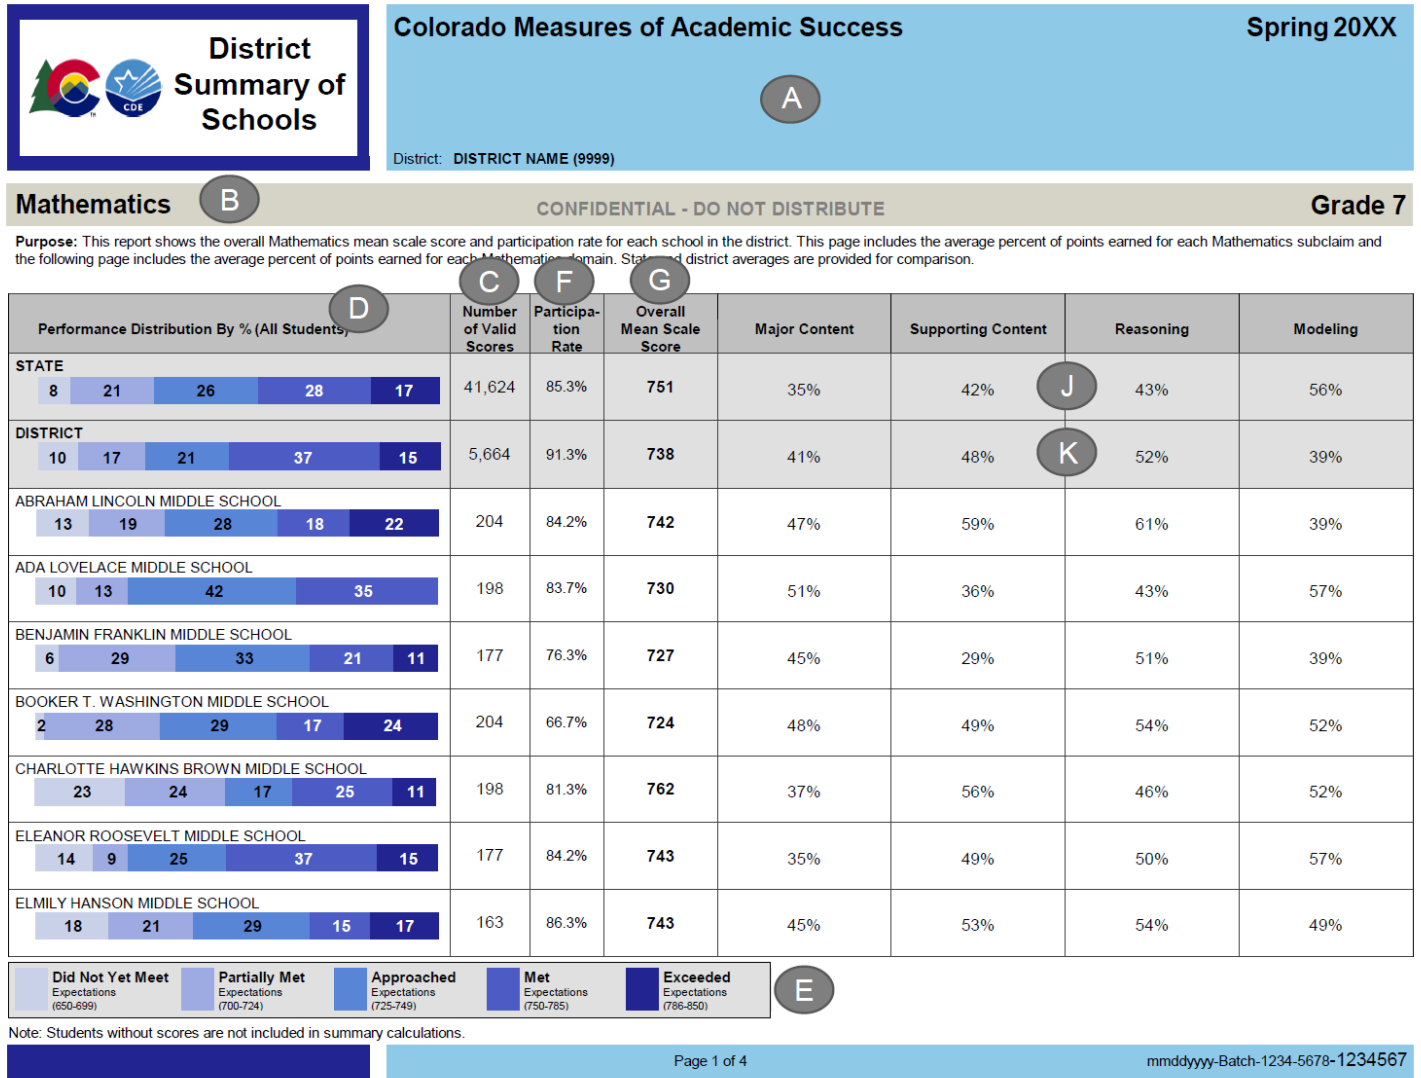 District
Summary of
Schools
CDE
TM
Colorado Measures of Academic Success
Spring 20XX
A
District: DISTRICT NAME (9999)
Mathematics
B
CONFIDENTIAL - DO NOT DISTRIBUTE
Grade 7
Purpose: This report shows the overall Mathematics mean scale score and participation rate for each school in the district. This page includes the average percent of points earned for each Mathematics subclaim and
the following page includes the average percent of points earned for each Mathematics domain. State and district averages are provided for comparison.
D
C
F
G
Performance Distribution By % (All Students)
Number
of Valid
Scores
Participa-
tion
Rate
Overall
Mean Scale
Score
Major Content
Supporting Content
Reasoning
Modeling
STATE
8 21 26 28 17 41,624 85.3% 751 35% 42% J 43% 56%
DISTRICT
10 17 21 37 15 5,664 91.3% 738 41% 48% K 52% 39%
ABRAHAM LINCOLN MIDDLE SCHOOL
13 19 28 18 22 204 84.2% 742 47% 59% 61% 39%
ADA LOVELACE MIDDLE SCHOOL
10 13 42 35 198 83.7% 730 51% 36% 43% 57%
BENJAMIN FRANKLIN MIDDLE SCHOOL
6 29 33 21 11 177 76.3% 727 45% 29% 51% 39%
BOOKER T. WASHINGTON MIDDLE SCHOOL
2 28 29 17 24 204 66.7% 724 48% 49% 54% 52%
CHARLOTTE HAWKINS BROWN MIDDLE SCHOOL
23 24 17 25 11 198 81.3% 762 37% 56% 46% 52%
ELEANOR ROOSEVELT MIDDLE SCHOOL
14 9 25 37 15 177 84.2% 743 35% 49% 50% 57%
ELMILY HANSON MIDDLE SCHOOL
18 21 29 15 17 163 86.3% 743 45% 53% 54% 49%
Did Not Yet Meet
Expectations
(650-699)
Partially Met
Expectations
(700-724)
Approached
Expectations
(725-749)
Met
Expectations
(750-785)
Exceeded
Expectations
(786-850)
E
Note: Students without scores are not included in summary calculations.
Page 1 of 4
mmddyyyy-Batch-1234-5678-1234567